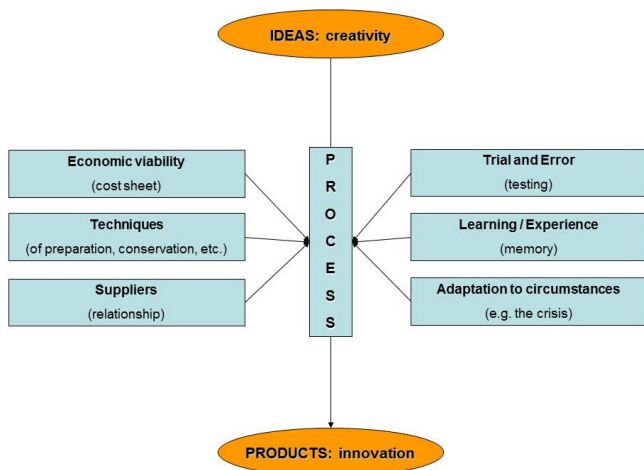 IDEAS: creativity
Economic viability
(cost sheet)
Techniques
(of preparation, conservation, etc.)
Suppliers
(relationship)
P
R
O
C
E
S
S
Trial and Error
(testing)
Learning / Experience
(memory)
Adaptation to circumstances
(e.g. the crisis)
PRODUCTS: innovation